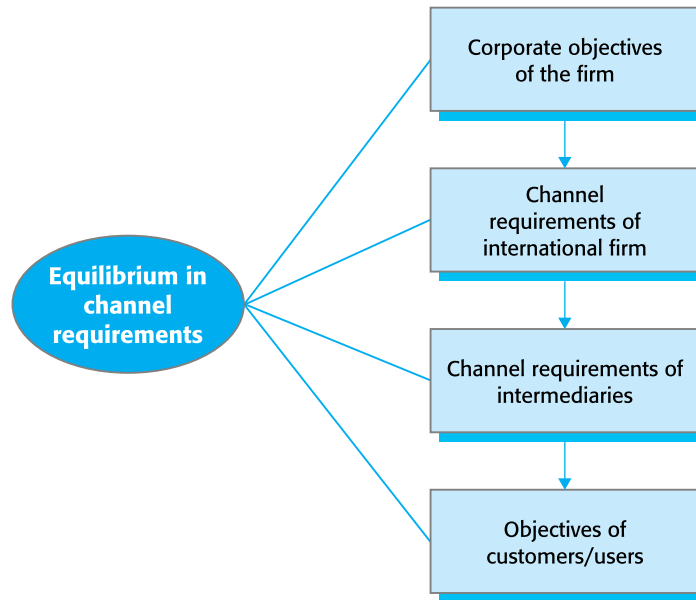 Corporate objectives
of the firm
Channel
requirements of
international firm
Equilibrium in
channel
requirements
Channel requirements of
intermediaries
Objectives of
customers/users